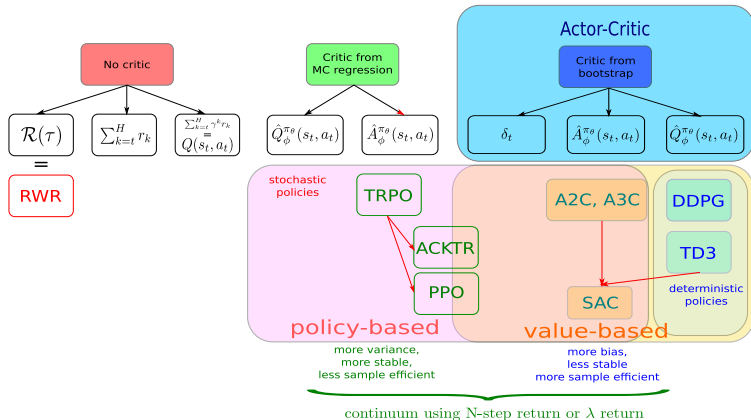 Actor-Critic
No critic
Critic from
MC regression
Critic from
bootstrap
R(τ)
∑_{k=t}^{H} r_k
∑_{k=t}^{H} γ^k r_k
=
Q(s_t, a_t)
Q̂_ϕ^{π_θ}(s_t, a_t)
Â_ϕ^{π_θ}(s_t, a_t)
δ_t
Â_ϕ^{π_θ}(s_t, a_t)
Q̂_ϕ^{π_θ}(s_t, a_t)
=
RWR
stochastic
policies
TRPO
ACKTR
PPO
A2C, A3C
SAC
DDPG
TD3
deterministic
policies
policy-based
value-based
more variance,
more stable,
less sample efficient
more bias,
less stable
more sample efficient
continuum using N-step return or λ return